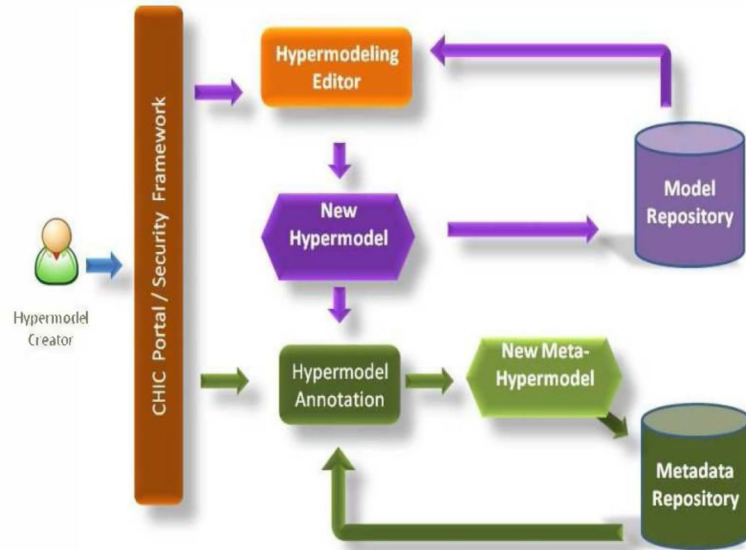 Hypermodeling
Editor
CHIC Portal / Security Framework
Model
Repository
New
Hypermodel
Hypermodel
Creator
Hypermodel
Annotation
New Meta-
Hypermodel
Metadata
Repository